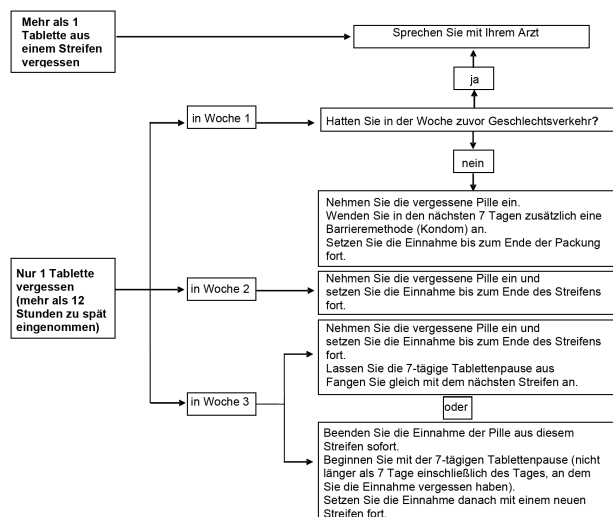 Mehr als 1
Tablette aus
einem Streifen
vergessen
Sprechen Sie mit Ihrem Arzt
ja
in Woche 1
Hatten Sie in der Woche zuvor Geschlechtsverkehr?
nein
Nehmen Sie die vergessene Pille ein.
Wenden Sie in den nächsten 7 Tagen zusätzlich eine
Barrieremethode (Kondom) an.
Setzen Sie die Einnahme bis zum Ende der Packung
fort.
Nur 1 Tablette
vergessen
(mehr als 12
Stunden zu spät
eingenommen)
in Woche 2
Nehmen Sie die vergessene Pille ein und
setzen Sie die Einnahme bis zum Ende des Streifens
fort.
in Woche 3
Nehmen Sie die vergessene Pille ein und
setzen Sie die Einnahme bis zum Ende des Streifens
fort.
Lassen Sie die 7-tägige Tablettenpause aus
Fangen Sie gleich mit dem nächsten Streifen an.
oder
Beenden Sie die Einnahme der Pille aus diesem
Streifen sofort.
Beginnen Sie mit der 7-tägigen Tablettenpause (nicht
länger als 7 Tage einschließlich des Tages, an dem
Sie die Einnahme vergessen haben).
Setzen Sie die Einnahme danach mit einem neuen
Streifen fort.